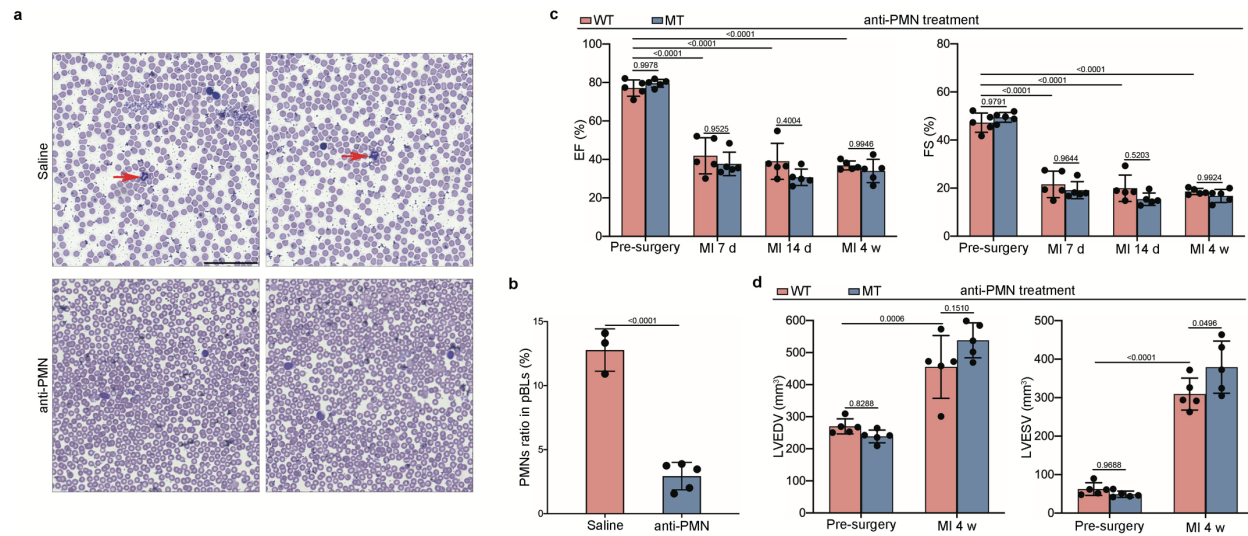 a
Saline
anti-PMN
b
PMNs ratio in pBLs (%)
15
10
5
0
<0.0001
Saline
anti-PMN
c
WT
MT
anti-PMN treatment
EF (%)
100
80
60
40
20
0
<0.0001
<0.0001
<0.0001
0.9978
0.9525
0.4004
0.9946
Pre-surgery
MI 7 d
MI 14 d
MI 4 w
FS (%)
80
60
40
20
0
<0.0001
<0.0001
<0.0001
0.9791
0.9644
0.5203
0.9924
Pre-surgery
MI 7 d
MI 14 d
MI 4 w
d
WT
MT
anti-PMN treatment
LVEDV (mm³)
600
500
400
300
200
100
0
0.0006
0.1510
0.8288
Pre-surgery
MI 4 w
LVESV (mm³)
500
400
300
200
100
0
<0.0001
0.0496
0.9688
Pre-surgery
MI 4 w